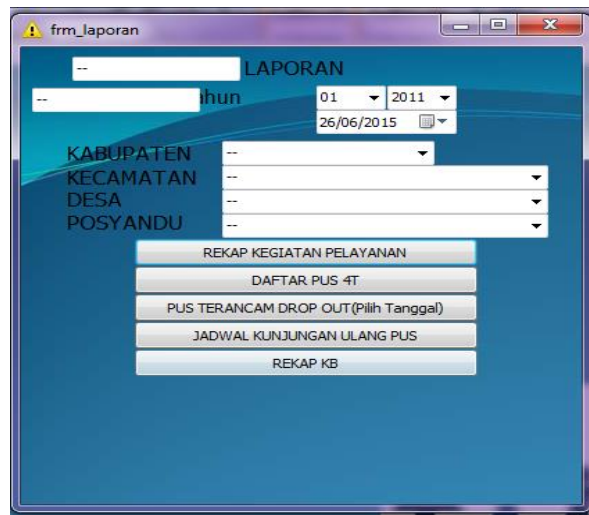 frm_laporan
-- LAPORAN
-- hun 01 2011
26/06/2015
KABUPATEN --
KECAMATAN --
DESA --
POSYANDU --
REKAP KEGIATAN PELAYANAN
DAFTAR PUS 4T
PUS TERANCAM DROP OUT(Pilih Tanggal)
JADWAL KUNJUNGAN ULANG PUS
REKAP KB